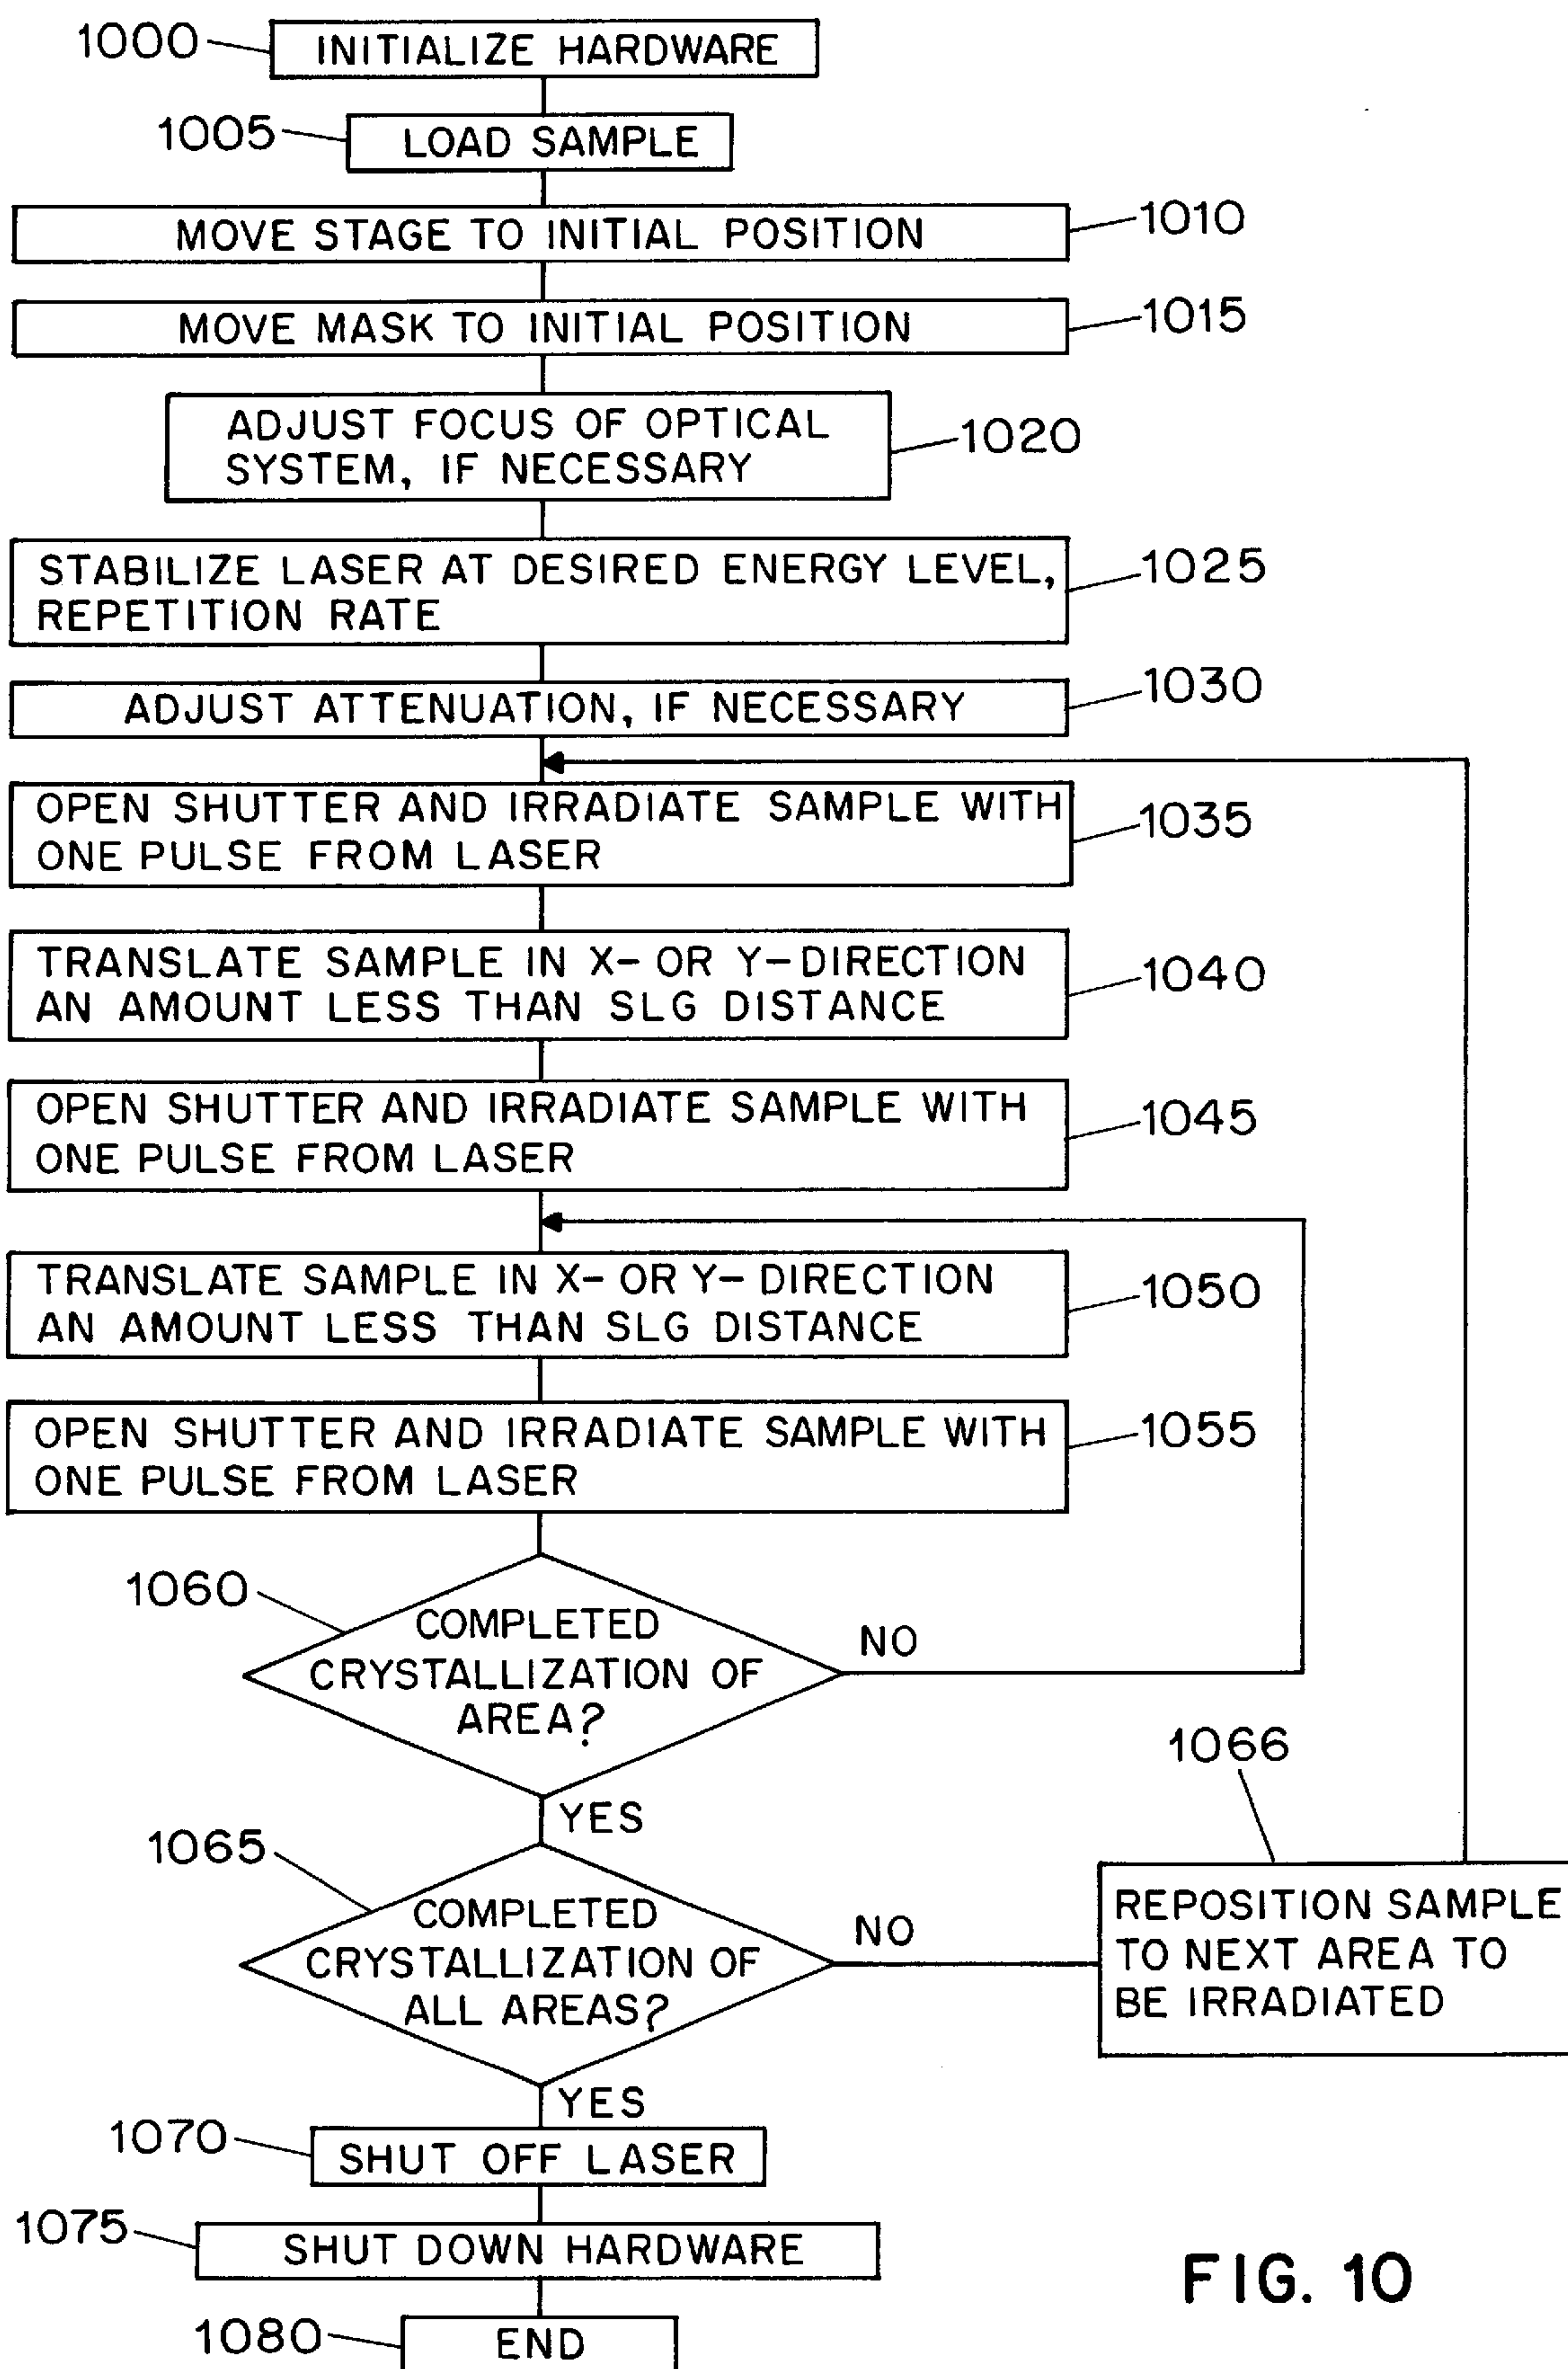 1000
INITIALIZE HARDWARE
1005
LOAD SAMPLE
MOVE STAGE TO INITIAL POSITION
1010
MOVE MASK TO INITIAL POSITION
1015
ADJUST FOCUS OF OPTICAL
SYSTEM, IF NECESSARY
1020
STABILIZE LASER AT DESIRED ENERGY LEVEL,
REPETITION RATE
1025
ADJUST ATTENUATION, IF NECESSARY
1030
OPEN SHUTTER AND IRRADIATE SAMPLE WITH
ONE PULSE FROM LASER
1035
TRANSLATE SAMPLE IN X- OR Y-DIRECTION
AN AMOUNT LESS THAN SLG DISTANCE
1040
OPEN SHUTTER AND IRRADIATE SAMPLE WITH
ONE PULSE FROM LASER
1045
TRANSLATE SAMPLE IN X- OR Y- DIRECTION
AN AMOUNT LESS THAN SLG DISTANCE
1050
OPEN SHUTTER AND IRRADIATE SAMPLE WITH
ONE PULSE FROM LASER
1055
1060
COMPLETED
CRYSTALLIZATION OF
AREA?
NO
YES
1066
1065
COMPLETED
CRYSTALLIZATION OF
ALL AREAS?
NO
REPOSITION SAMPLE
TO NEXT AREA TO
BE IRRADIATED
YES
1070
SHUT OFF LASER
1075
SHUT DOWN HARDWARE
1080
END
FIG. 10